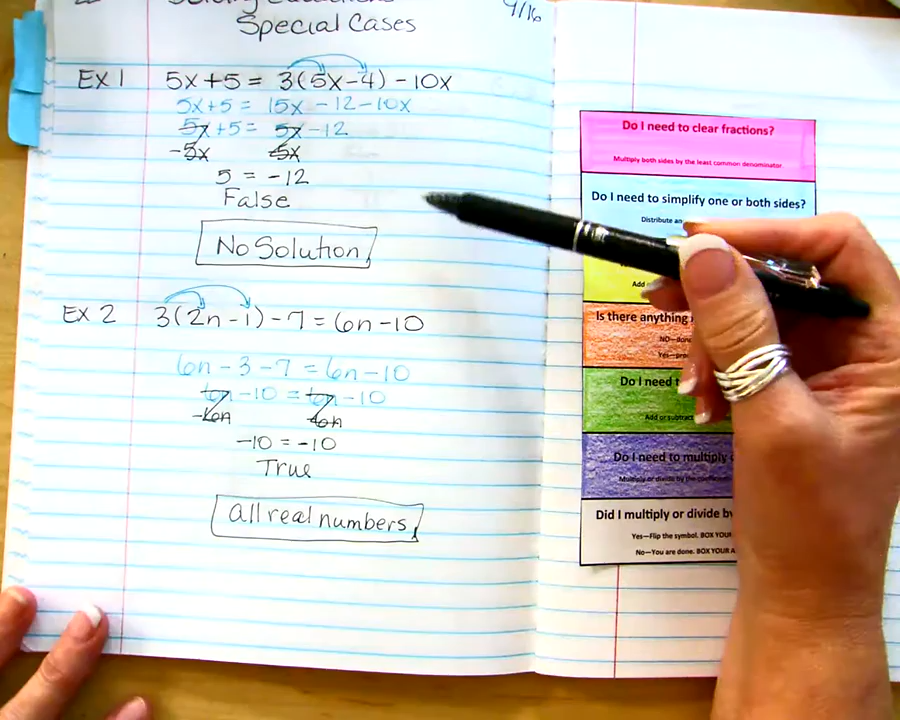 Special Cases
9/16
Ex 1 5x+5 = 3(5x-4) - 10x
5x+5 = 15x - 12 - 10x
5x +5 = 5x - 12
-5x -5x
5 = -12
False
No Solution
Ex 2 3(2n - 1) - 7 = 6n - 10
6n - 3 - 7 = 6n - 10
6n - 10 = 6n - 10
-6n -6n
-10 = -10
True
all real numbers
Do I need to clear fractions?
Multiply both sides by the least common denominator.
Do I need to simplify one or both sides?
Distribute
Add
Is there anything
NO—done
Yes—
Do I need t
Add or subtract
Do I need to multiply
Multiply or divide by the
Did I multiply or divide by
Yes—Flip the symbol. BOX YOUR
No—You are done. BOX YOUR A